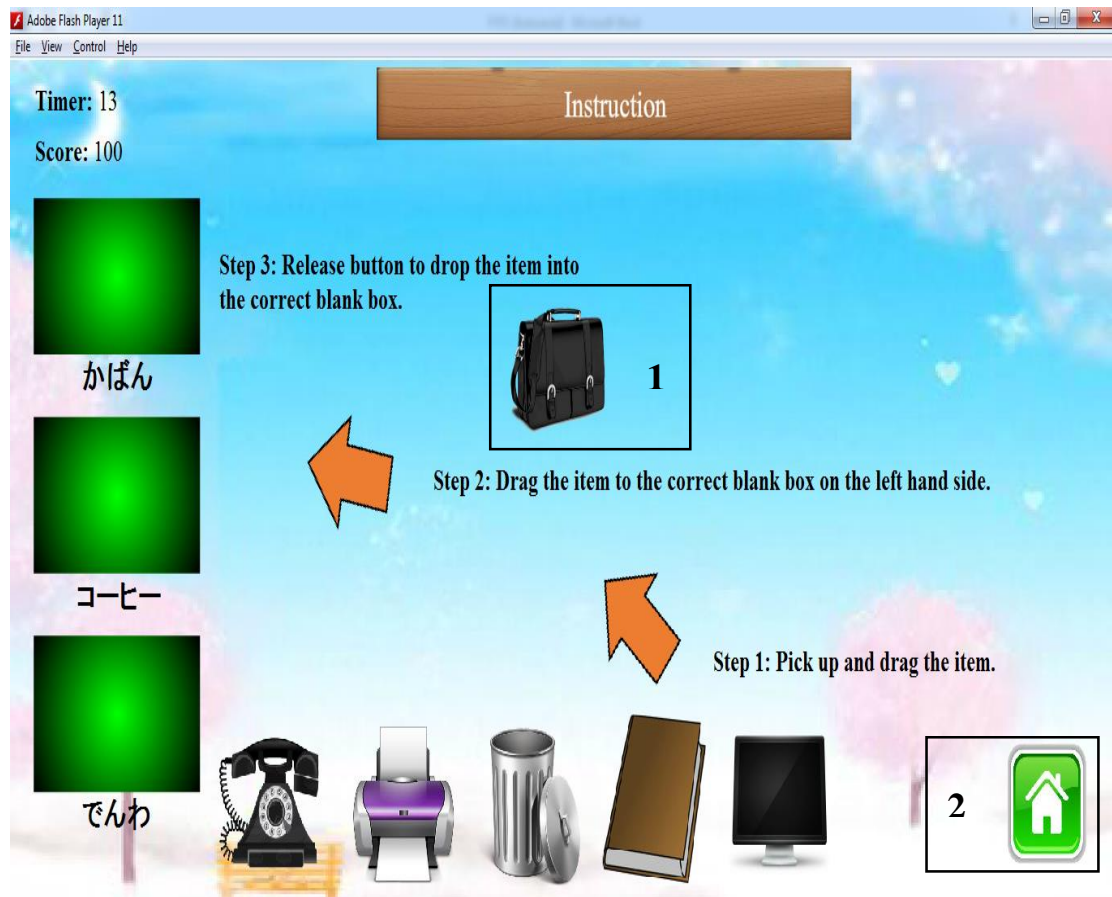 Adobe Flash Player 11
File View Control Help
Timer: 13
Instruction
Score: 100
Step 3: Release button to drop the item into
the correct blank box.
1
かばん
Step 2: Drag the item to the correct blank box on the left hand side.
コーヒー
Step 1: Pick up and drag the item.
でんわ
2